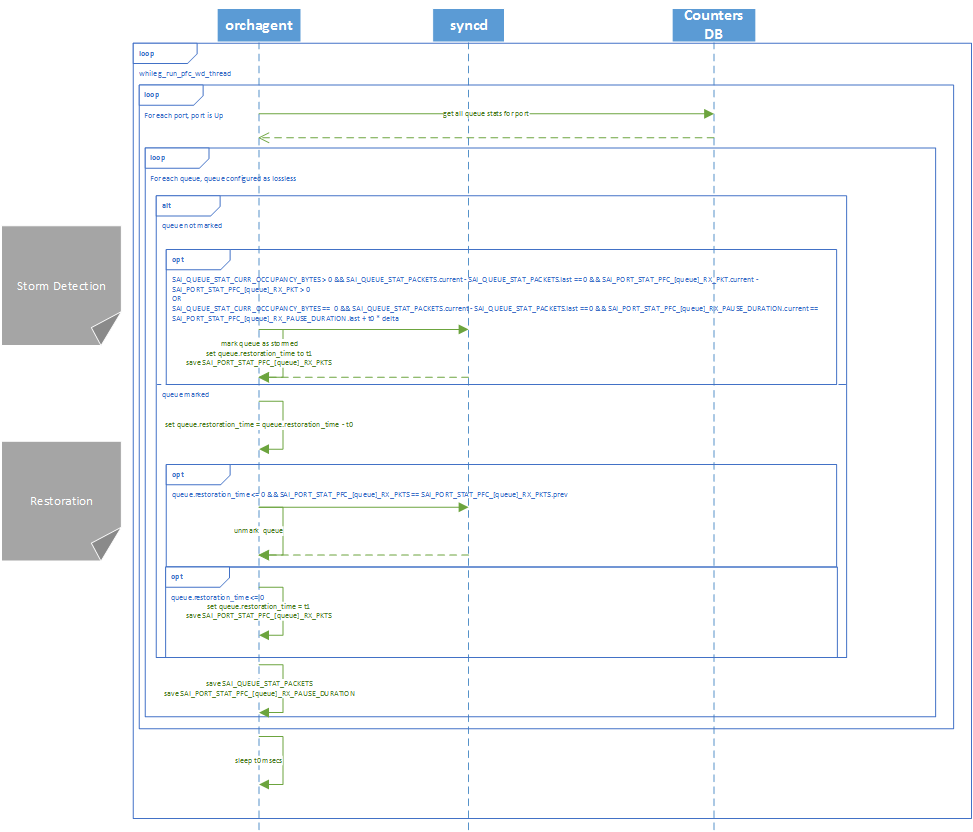 orchagent
syncd
Counters
DB
loop
while g_run_pfc_wd_thread
loop
For each port, port is Up
get all queue stats for port
loop
For each queue, queue configured as lossless
alt
queue not marked
Storm Detection
opt
SAI_QUEUE_STAT_CURR_OCCUPANCY_BYTES > 0 && SAI_QUEUE_STAT_PACKETS.current - SAI_QUEUE_STAT_PACKETS.last == 0 && SAI_PORT_STAT_PFC_[queue]_RX_PKT.current -
SAI_PORT_STAT_PFC_[queue]_RX_PKT > 0
OR
SAI_QUEUE_STAT_CURR_OCCUPANCY_BYTES == 0 && SAI_QUEUE_STAT_PACKETS.current - SAI_QUEUE_STAT_PACKETS.last == 0 && SAI_PORT_STAT_PFC_[queue]_RX_PAUSE_DURATION.current ==
SAI_PORT_STAT_PFC_[queue]_RX_PAUSE_DURATION.last + t0 * delta
mark queue as stormed
set queue.restoration_time to t1
save SAI_PORT_STAT_PFC_[queue]_RX_PKTS
queue marked
set queue.restoration_time = queue.restoration_time - t0
Restoration
opt
queue.restoration_time <= 0 && SAI_PORT_STAT_PFC_[queue]_RX_PKTS == SAI_PORT_STAT_PFC_[queue]_RX_PKTS.prev
unmark queue
opt
queue.restoration_time <= 0
set queue.restoration_time = t1
save SAI_PORT_STAT_PFC_[queue]_RX_PKTS
save SAI_QUEUE_STAT_PACKETS
save SAI_PORT_STAT_PFC_[queue]_RX_PAUSE_DURATION
sleep t0 msecs